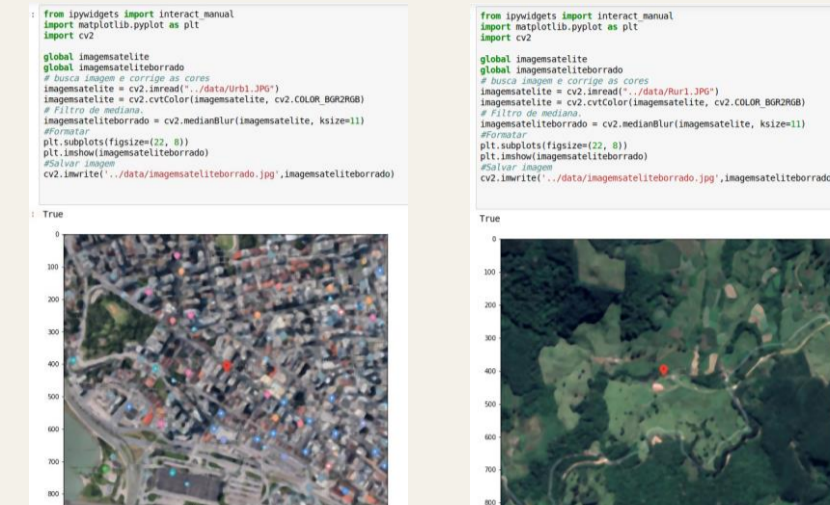 from ipywidgets import interact_manual
import matplotlib.pyplot as plt
import cv2
global imagemsatelite
global imagemsateliteborrado
# busca imagem e corrige as cores
imagemsatelite = cv2.imread("../data/Urb1.JPG")
imagemsatelite = cv2.cvtColor(imagemsatelite, cv2.COLOR_BGR2RGB)
# Filtro de mediana.
imagemsateliteborrado = cv2.medianBlur(imagemsatelite, ksize=11)
#Formatar
plt.subplots(figsize=(22, 8))
plt.imshow(imagemsateliteborrado)
#Salvar imagem
cv2.imwrite('../data/imagemsateliteborrado.jpg',imagemsateliteborrado)
True
0
100
200
300
400
500
600
700
800
from ipywidgets import interact_manual
import matplotlib.pyplot as plt
import cv2
global imagemsatelite
global imagemsateliteborrado
# busca imagem e corrige as cores
imagemsatelite = cv2.imread("../data/Rur1.JPG")
imagemsatelite = cv2.cvtColor(imagemsatelite, cv2.COLOR_BGR2RGB)
# Filtro de mediana.
imagemsateliteborrado = cv2.medianBlur(imagemsatelite, ksize=11)
#Formatar
plt.subplots(figsize=(22, 8))
plt.imshow(imagemsateliteborrado)
#Salvar imagem
cv2.imwrite('../data/imagemsateliteborrado.jpg',imagemsateliteborrado
True
0
100
200
300
400
500
600
700
800